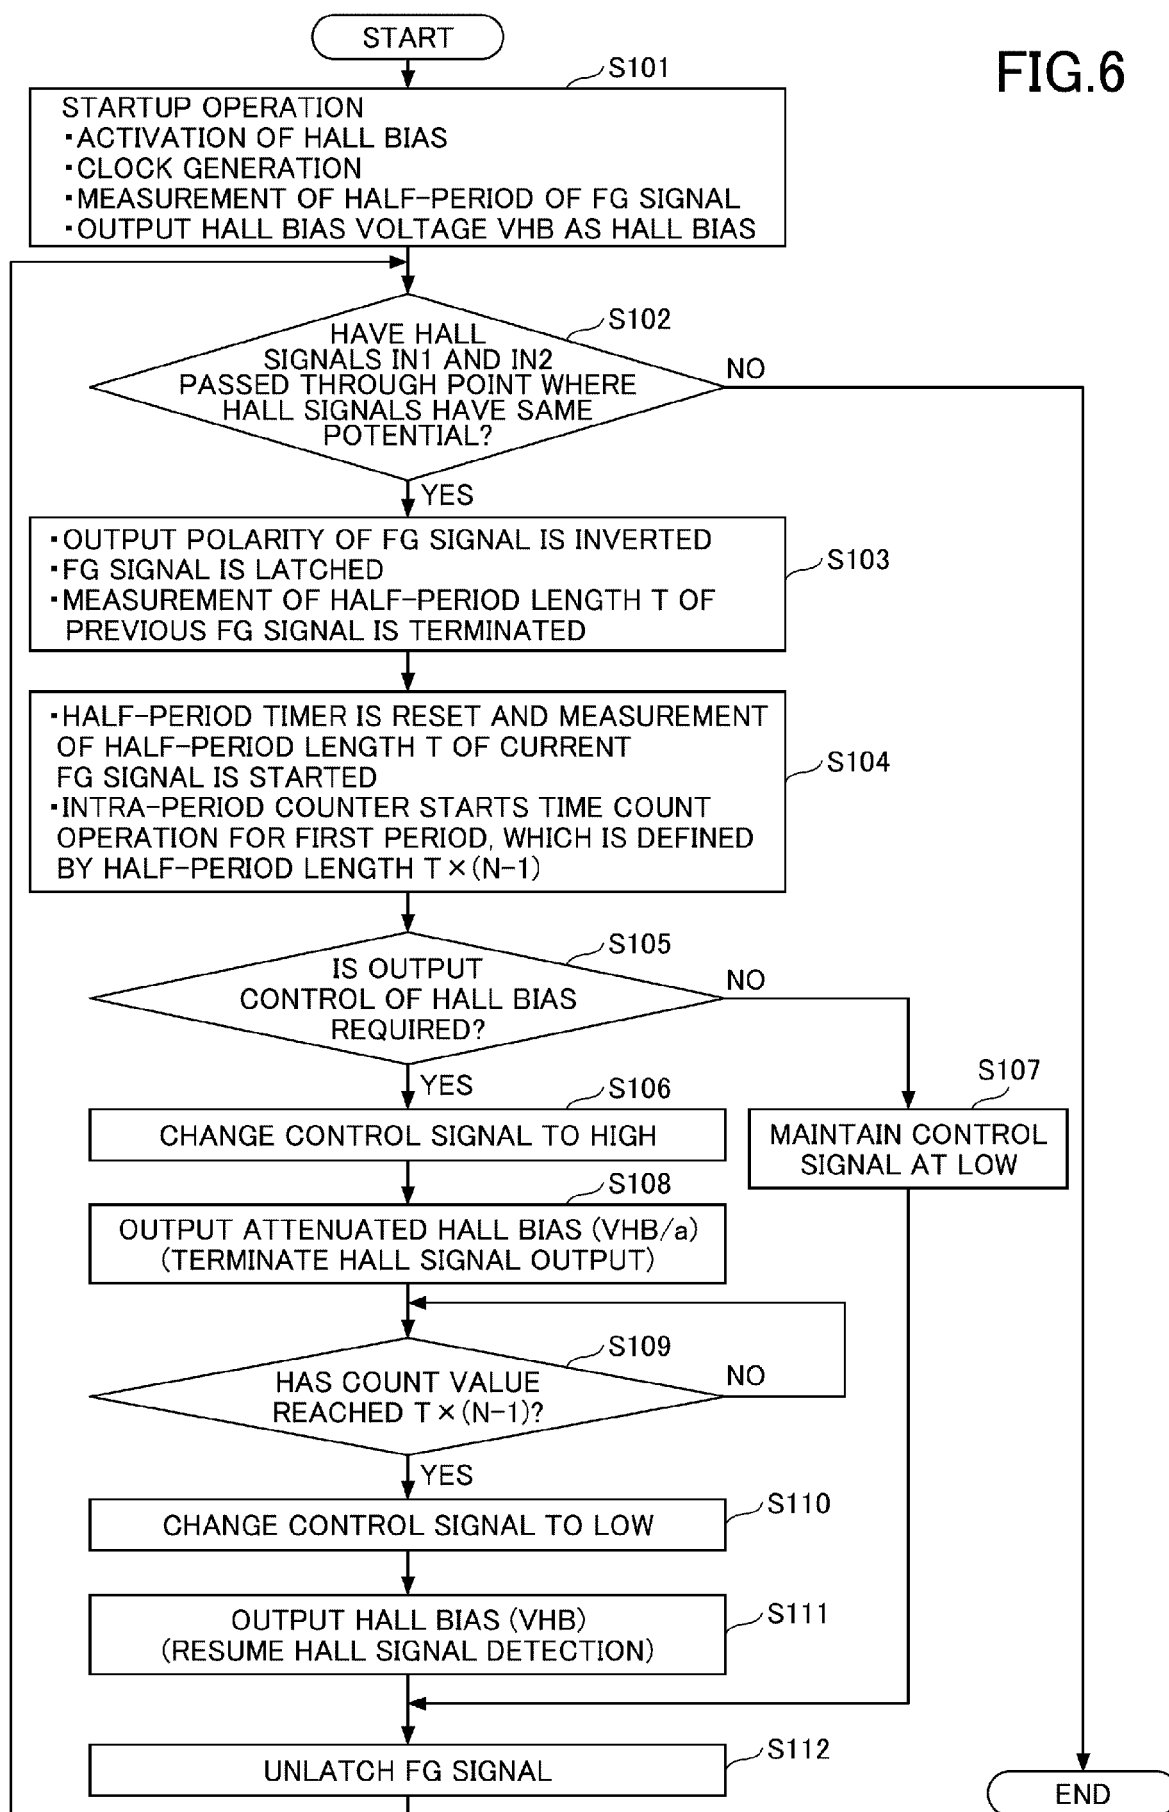 START
FIG.6
S101
STARTUP OPERATION
・ACTIVATION OF HALL BIAS
・CLOCK GENERATION
・MEASUREMENT OF HALF-PERIOD OF FG SIGNAL
・OUTPUT HALL BIAS VOLTAGE VHB AS HALL BIAS
S102
HAVE HALL
SIGNALS IN1 AND IN2
PASSED THROUGH POINT WHERE
HALL SIGNALS HAVE SAME
POTENTIAL?
NO
YES
・OUTPUT POLARITY OF FG SIGNAL IS INVERTED
・FG SIGNAL IS LATCHED
・MEASUREMENT OF HALF-PERIOD LENGTH T OF
PREVIOUS FG SIGNAL IS TERMINATED
S103
・HALF-PERIOD TIMER IS RESET AND MEASUREMENT
OF HALF-PERIOD LENGTH T OF CURRENT
FG SIGNAL IS STARTED
・INTRA-PERIOD COUNTER STARTS TIME COUNT
OPERATION FOR FIRST PERIOD, WHICH IS DEFINED
BY HALF-PERIOD LENGTH T×(N-1)
S104
S105
IS OUTPUT
CONTROL OF HALL BIAS
REQUIRED?
NO
YES
S106
CHANGE CONTROL SIGNAL TO HIGH
S107
MAINTAIN CONTROL
SIGNAL AT LOW
S108
OUTPUT ATTENUATED HALL BIAS (VHB/a)
(TERMINATE HALL SIGNAL OUTPUT)
S109
HAS COUNT VALUE
REACHED T×(N-1)?
NO
YES
CHANGE CONTROL SIGNAL TO LOW
S110
OUTPUT HALL BIAS (VHB)
(RESUME HALL SIGNAL DETECTION)
S111
UNLATCH FG SIGNAL
S112
END